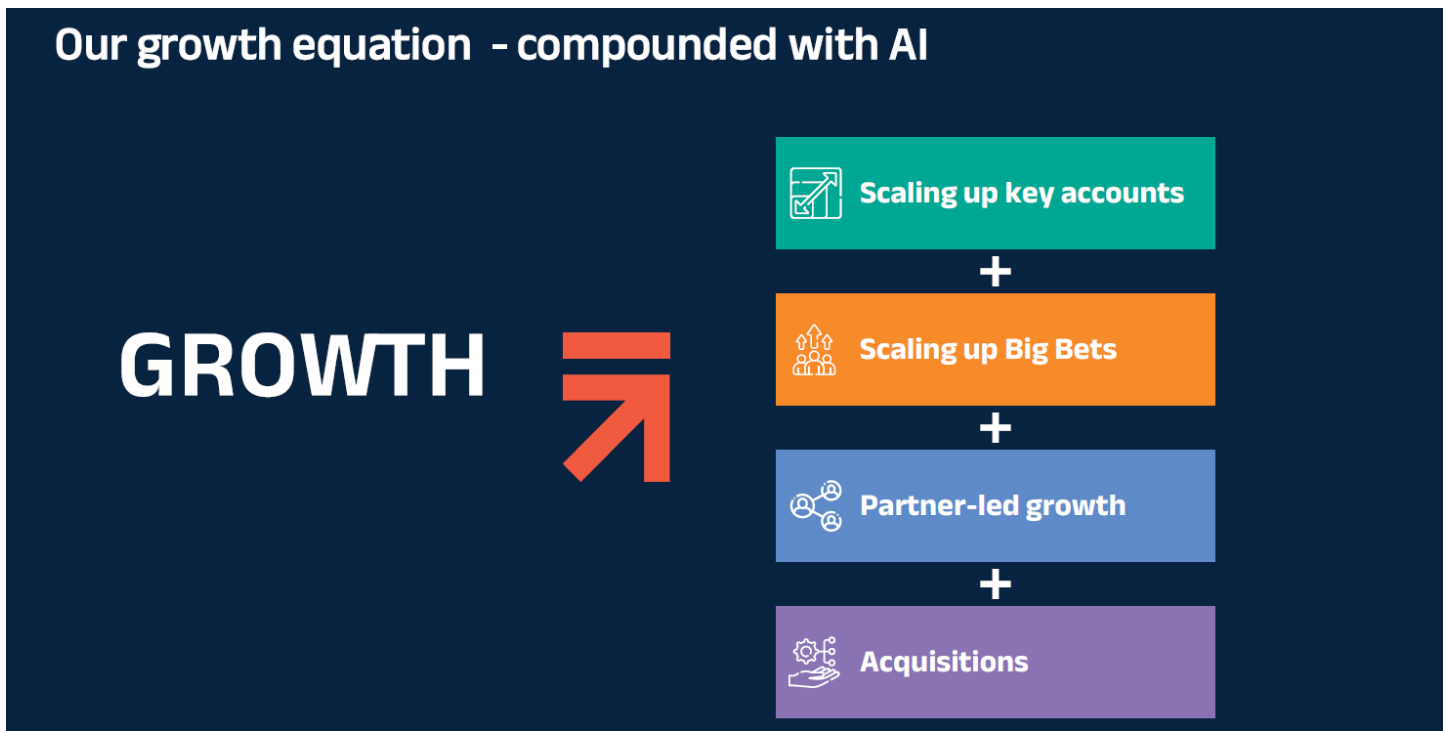 Our growth equation - compounded with AI
GROWTH
Scaling up key accounts
+
Scaling up Big Bets
+
Partner-led growth
+
Acquisitions